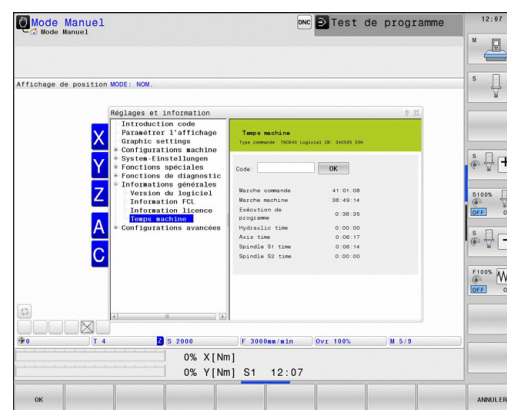 Mode Manuel
Mode Manuel
DNC
Test de programme
12:07
Affichage de position MODE: NOM.
Réglages et information
Introduction code
Paramétrer l'affichage
Graphic settings
Configurations machine
System-Einstellungen
Fonctions spéciales
Fonctions de diagnostic
Informations générales
Version du logiciel
Information FCL
Information licence
Temps machine
Configurations avancées
Temps machine
Code:
OK
Marche commande 41:01:08
Marche machine 38:49:14
Exécution de programme 0:38:35
Hydraulic time 0:00:00
Axis time 0:06:17
Spindle S1 time 0:06:14
Spindle S2 time 0:00:00
X
Y
Z
A
C
M
S
S
S100%
OFF
S
F100%
OFF
0
T 4
Z S 2000
F 3000mm/min
Ovr 100%
M 5/9
0% X[Nm]
0% Y[Nm] S1 12:07
OK
ANNULER